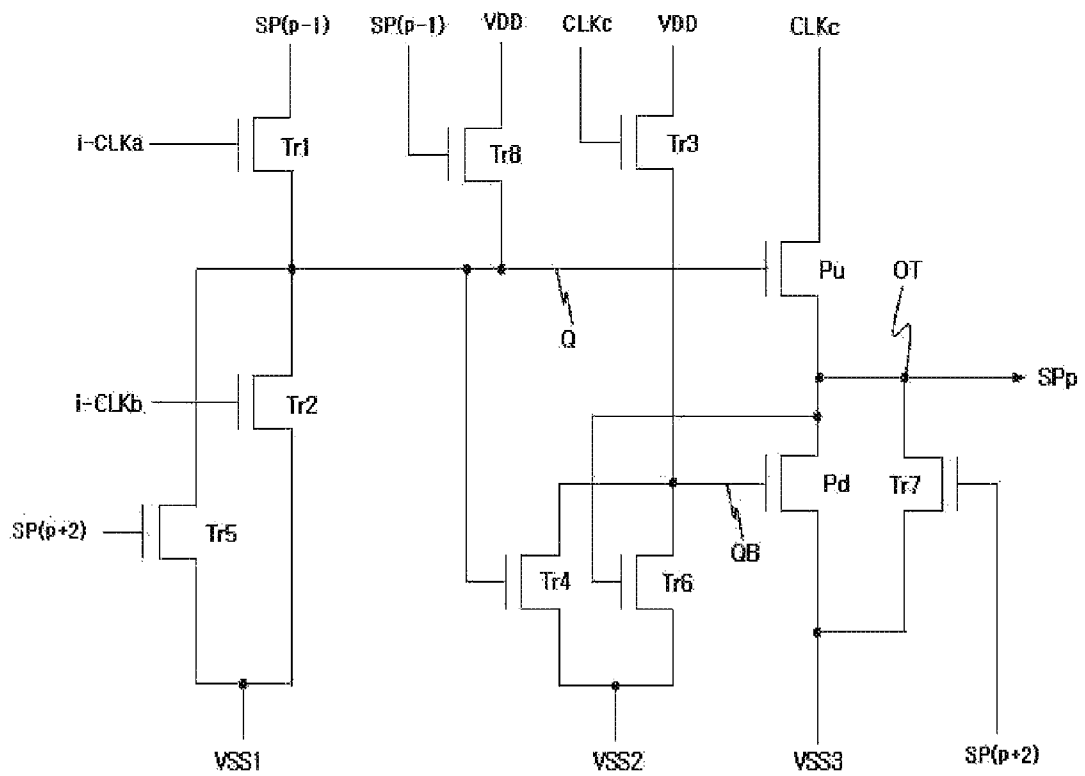 SP(p-1) SP(p-1) VDD CLKc VDD CLKc
i-CLKa Tr1 Tr8 Tr3
Pu OT
Q
SPp
i-CLKb Tr2
Pd Tr7
SP(p+2) Tr5
QB
Tr4 Tr6
VSS1 VSS2 VSS3 SP(p+2)